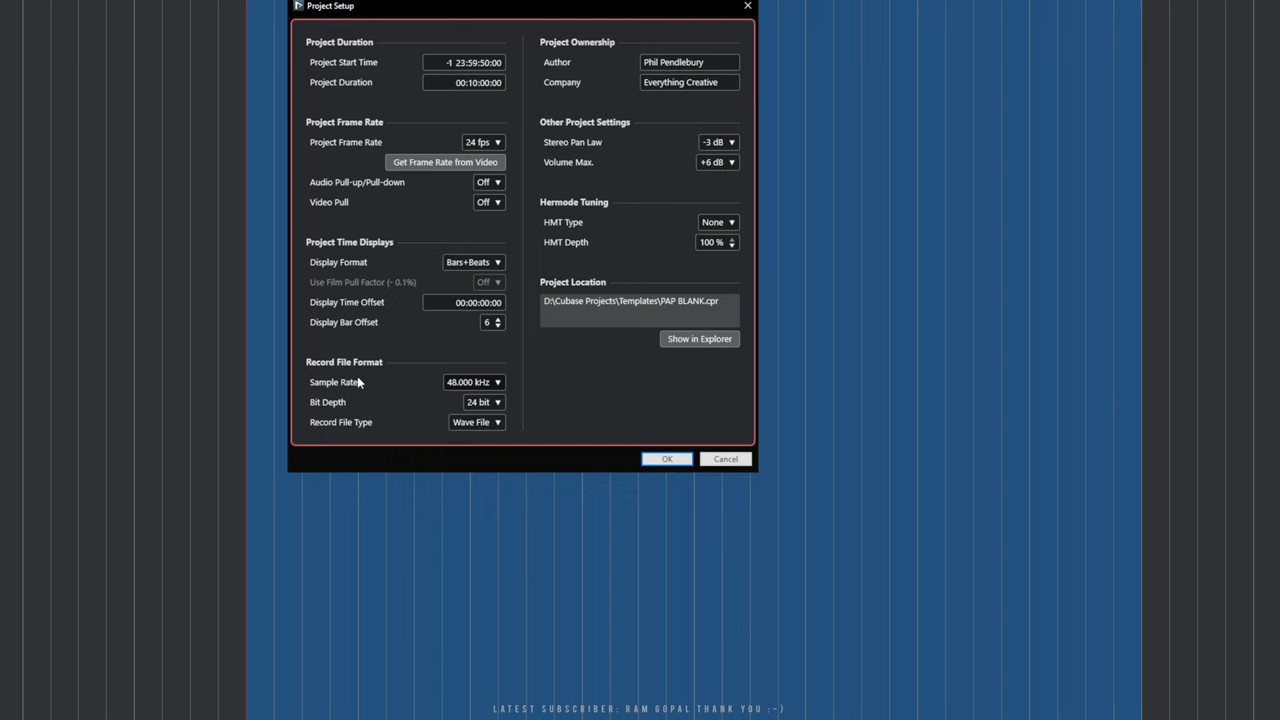 Project Setup
Project Duration
Project Start Time -1 23:59:50:00
Project Duration 00:10:00:00
Project Frame Rate
Project Frame Rate 24 fps
Get Frame Rate from Video
Audio Pull-up/Pull-down Off
Video Pull Off
Project Time Displays
Display Format Bars+Beats
Use Film Pull Factor (- 0.1%) Off
Display Time Offset 00:00:00:00
Display Bar Offset 6
Record File Format
Sample Rate 48.000 kHz
Bit Depth 24 bit
Record File Type Wave File
Project Ownership
Author Phil Pendlebury
Company Everything Creative
Other Project Settings
Stereo Pan Law -3 dB
Volume Max. +6 dB
Hermode Tuning
HMT Type None
HMT Depth 100 %
Project Location
D:\Cubase Projects\Templates\PAP BLANK.cpr
Show in Explorer
OK Cancel
LATEST SUBSCRIBER: RAM GOPAL THANK YOU :-)